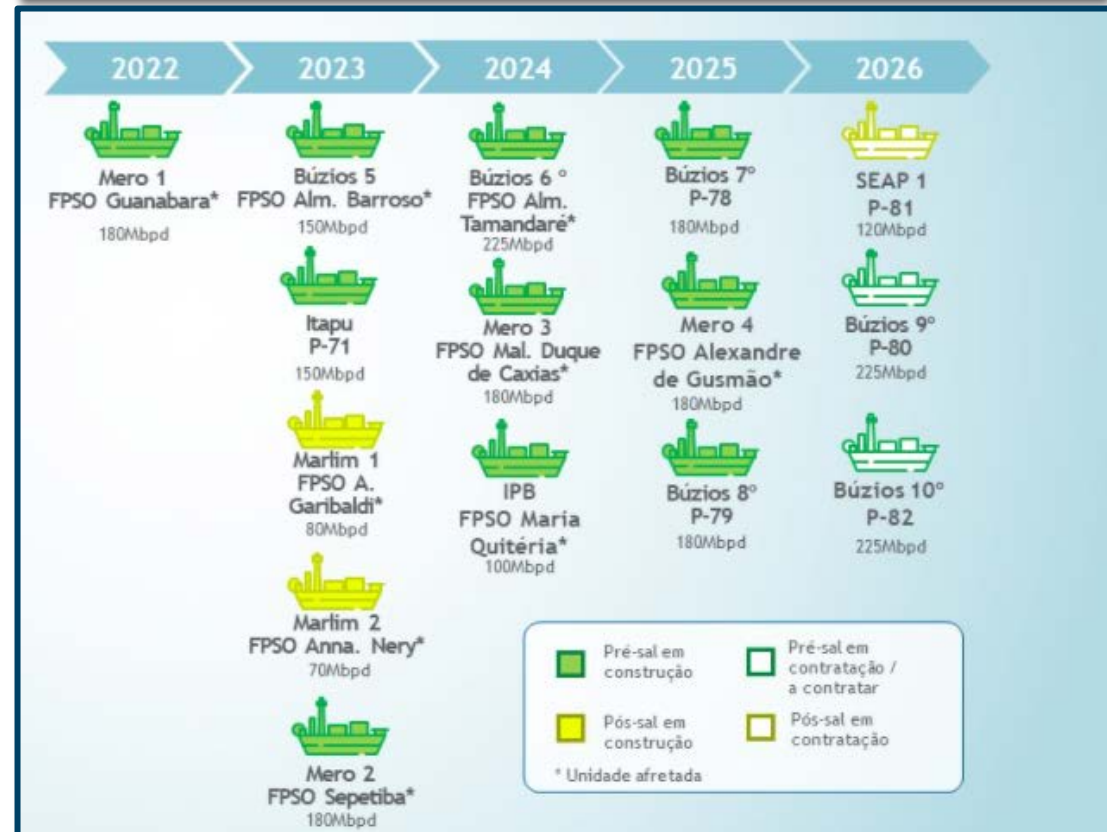 2022
2023
2024
2025
2026
Mero 1
FPSO Guanabara*
180Mbpd
Búzios 5
FPSO Alm. Barroso*
150Mbpd
Itapu
P-71
150Mbpd
Marlim 1
FPSO A.
Garibaldi*
80Mbpd
Marlim 2
FPSO Anna. Nery*
70Mbpd
Mero 2
FPSO Sepetiba*
180Mbpd
Búzios 6 º
FPSO Alm.
Tamandaré*
225Mbpd
Mero 3
FPSO Mal. Duque
de Caxias*
180Mbpd
IPB
FPSO Maria
Quitéria*
100Mbpd
Búzios 7º
P-78
180Mbpd
Mero 4
FPSO Alexandre
de Gusmão*
180Mbpd
Búzios 8º
P-79
180Mbpd
SEAP 1
P-81
120Mbpd
Búzios 9º
P-80
225Mbpd
Búzios 10º
P-82
225Mbpd
Pré-sal em
construção
Pré-sal em
contratação /
a contratar
Pós-sal em
construção
Pós-sal em
contratação
* Unidade afretada